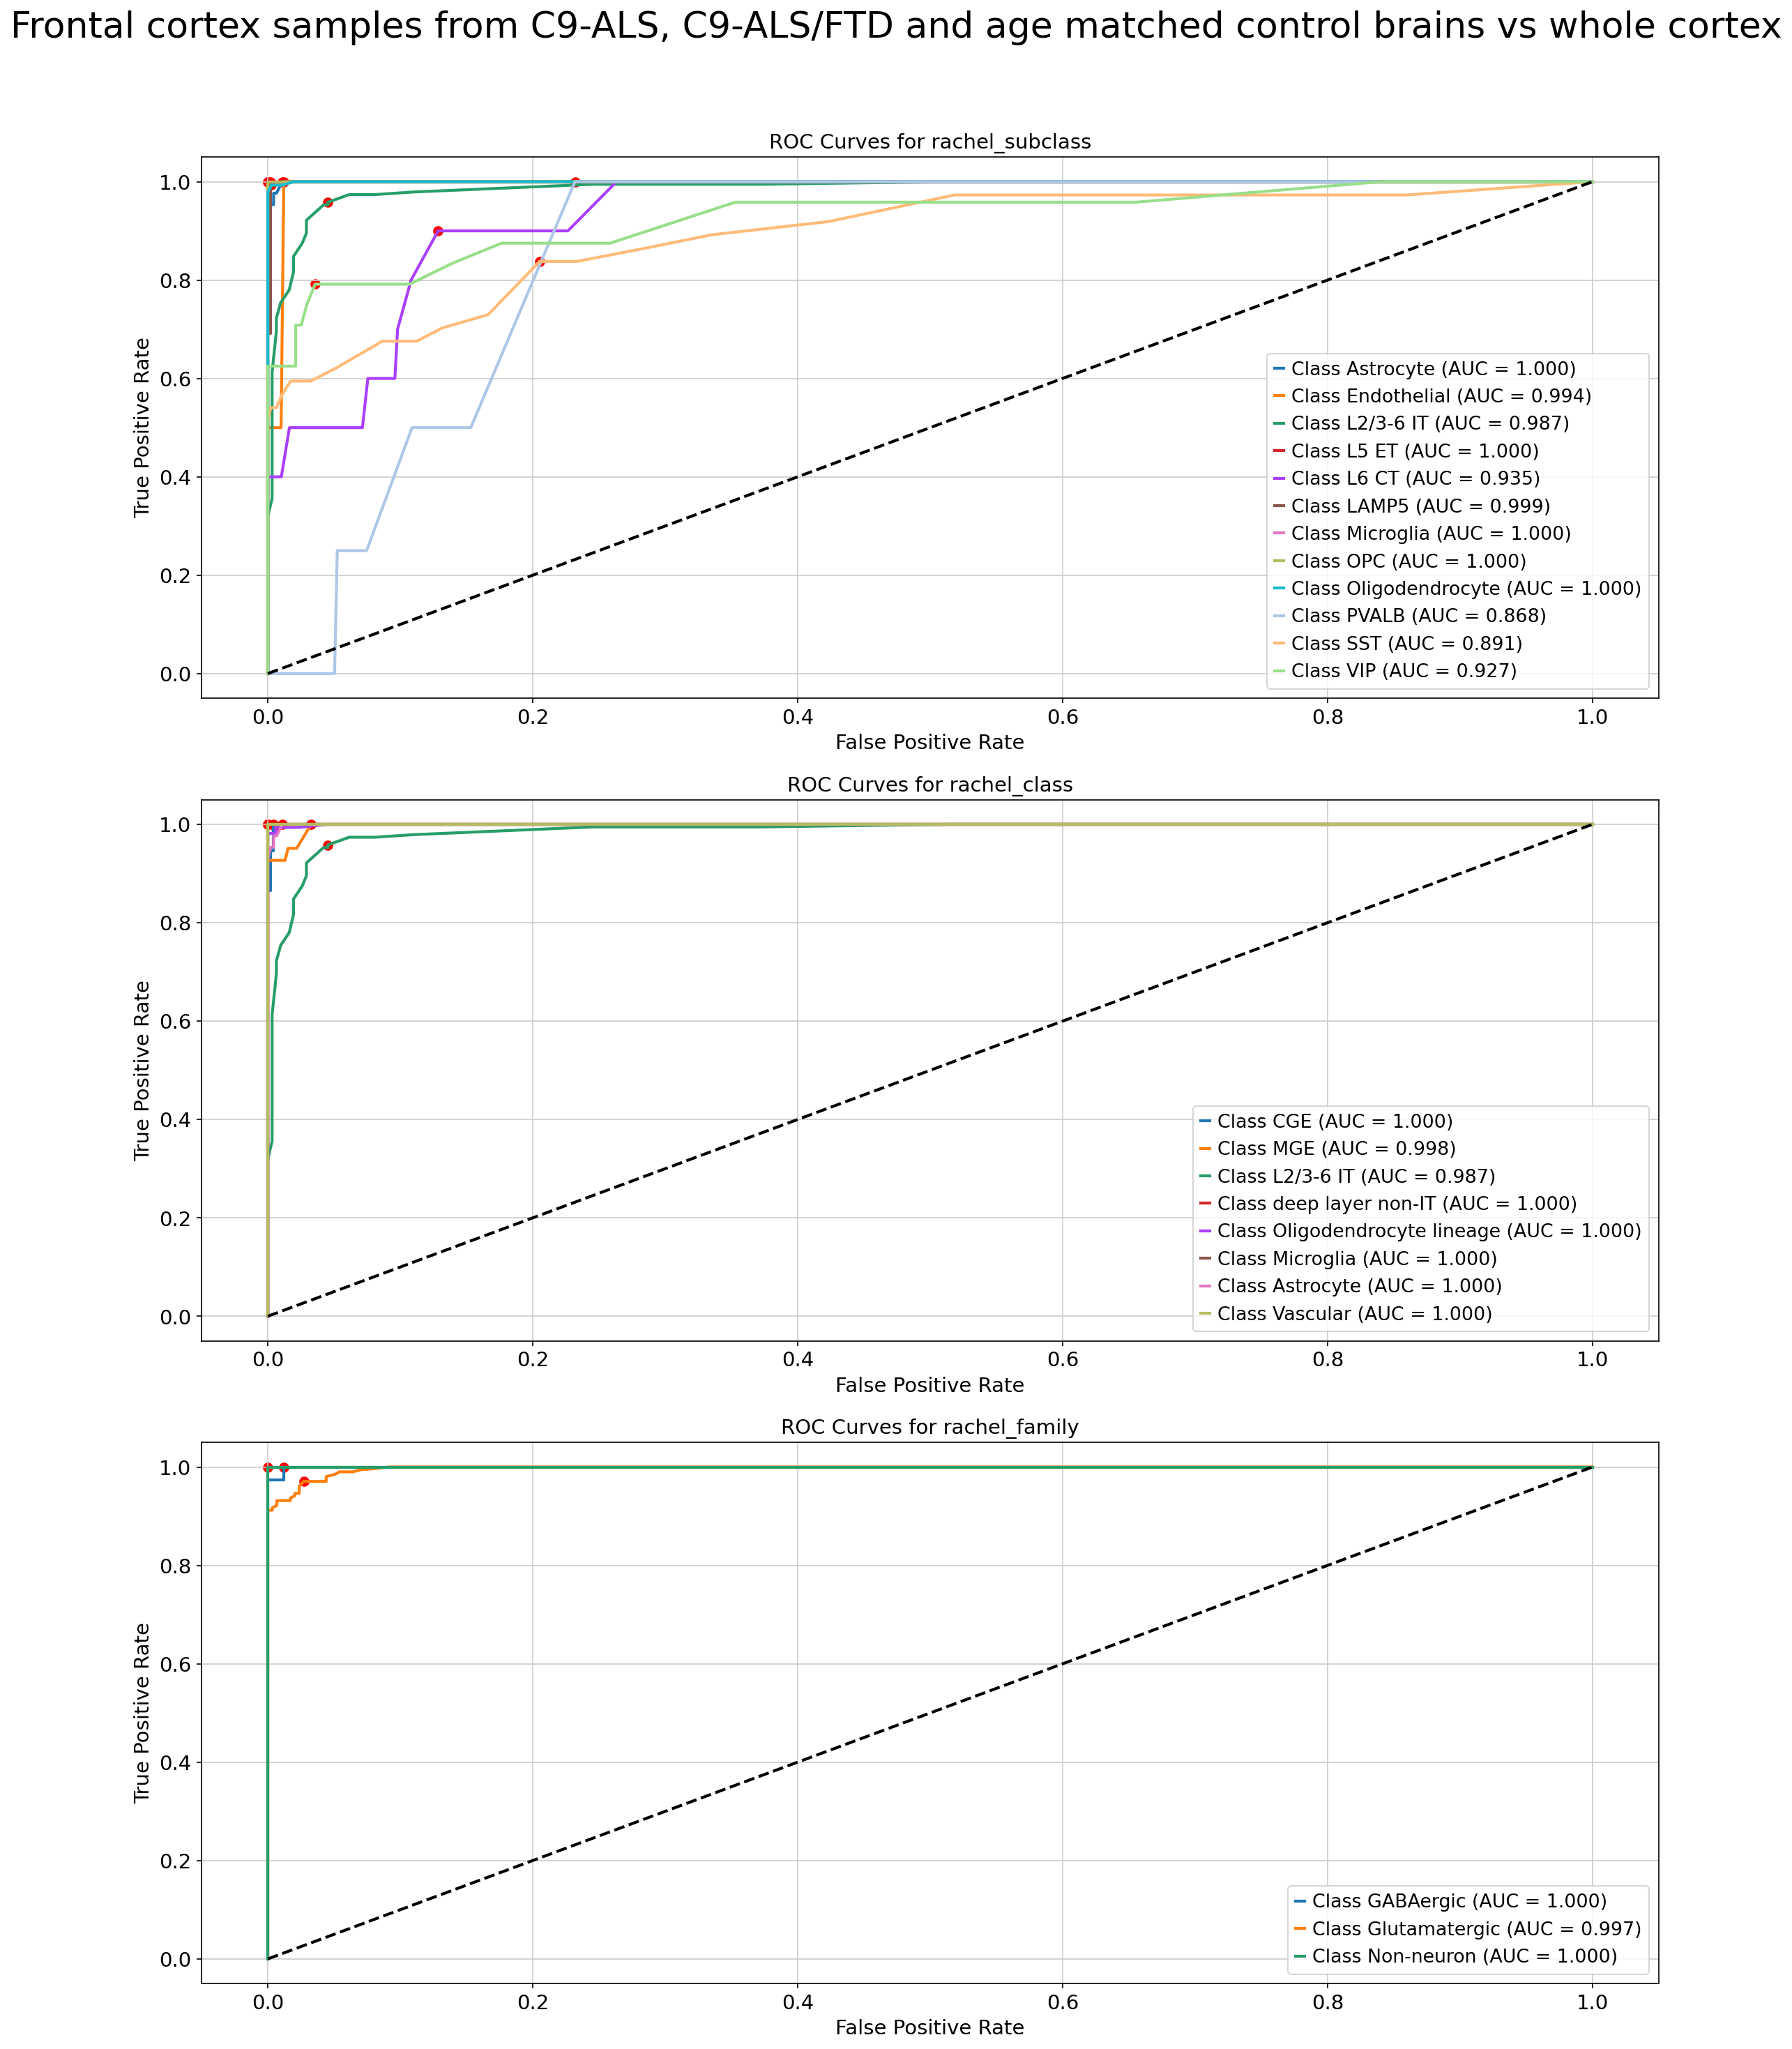 Frontal cortex samples from C9-ALS, C9-ALS/FTD and age matched control brains vs whole cortex
ROC Curves for rachel_subclass
True Positive Rate
1.0
0.8
0.6
0.4
0.2
0.0
Class Astrocyte (AUC = 1.000)
Class Endothelial (AUC = 0.994)
Class L2/3-6 IT (AUC = 0.987)
Class L5 ET (AUC = 1.000)
Class L6 CT (AUC = 0.935)
Class LAMP5 (AUC = 0.999)
Class Microglia (AUC = 1.000)
Class OPC (AUC = 1.000)
Class Oligodendrocyte (AUC = 1.000)
Class PVALB (AUC = 0.868)
Class SST (AUC = 0.891)
Class VIP (AUC = 0.927)
0.0 0.2 0.4 0.6 0.8 1.0
False Positive Rate
ROC Curves for rachel_class
True Positive Rate
1.0
0.8
0.6
0.4
0.2
0.0
Class CGE (AUC = 1.000)
Class MGE (AUC = 0.998)
Class L2/3-6 IT (AUC = 0.987)
Class deep layer non-IT (AUC = 1.000)
Class Oligodendrocyte lineage (AUC = 1.000)
Class Microglia (AUC = 1.000)
Class Astrocyte (AUC = 1.000)
Class Vascular (AUC = 1.000)
0.0 0.2 0.4 0.6 0.8 1.0
False Positive Rate
ROC Curves for rachel_family
True Positive Rate
1.0
0.8
0.6
0.4
0.2
0.0
Class GABAergic (AUC = 1.000)
Class Glutamatergic (AUC = 0.997)
Class Non-neuron (AUC = 1.000)
0.0 0.2 0.4 0.6 0.8 1.0
False Positive Rate